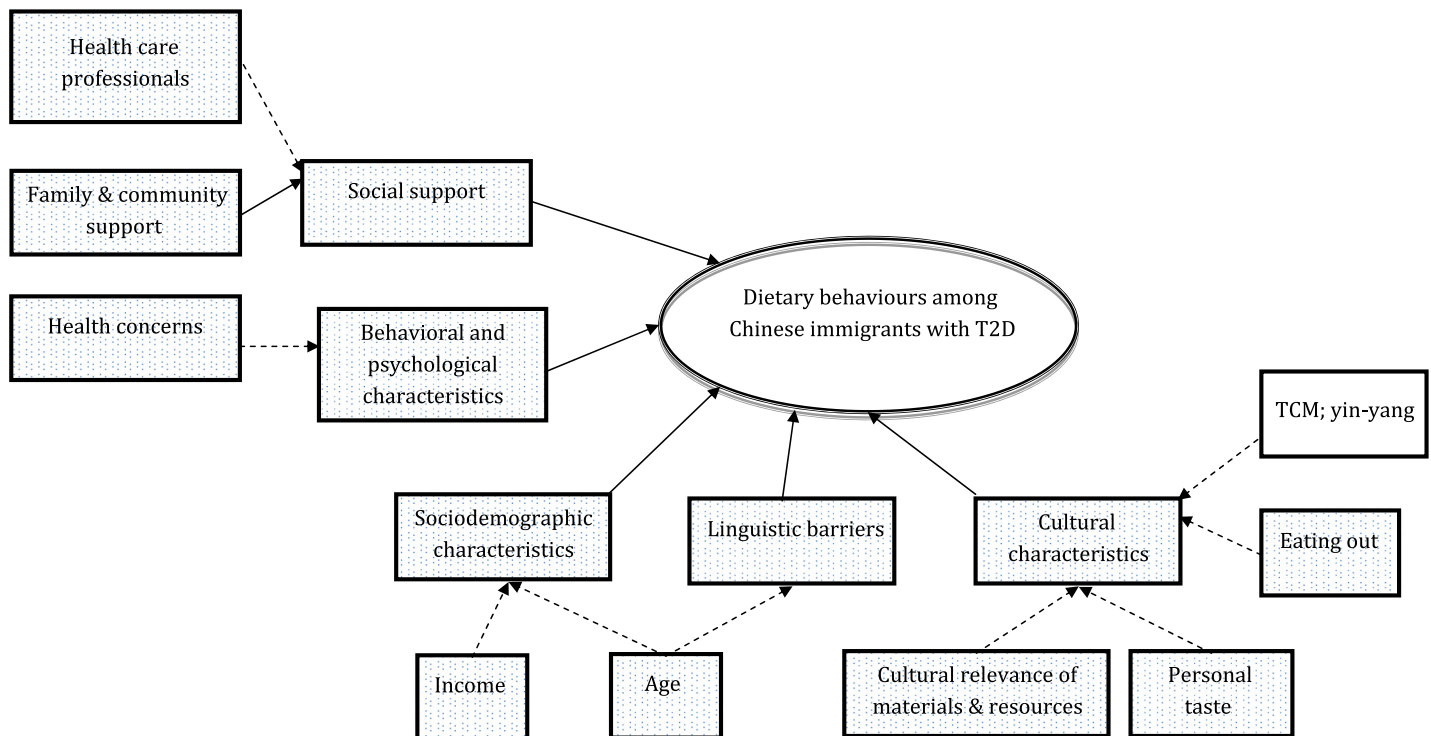 Health care
professionals
Family & community
support
Social support
Health concerns
Behavioral and
psychological
characteristics
Dietary behaviours among
Chinese immigrants with T2D
TCM; yin-yang
Sociodemographic
characteristics
Linguistic barriers
Cultural
characteristics
Eating out
Income
Age
Cultural relevance of
materials & resources
Personal
taste